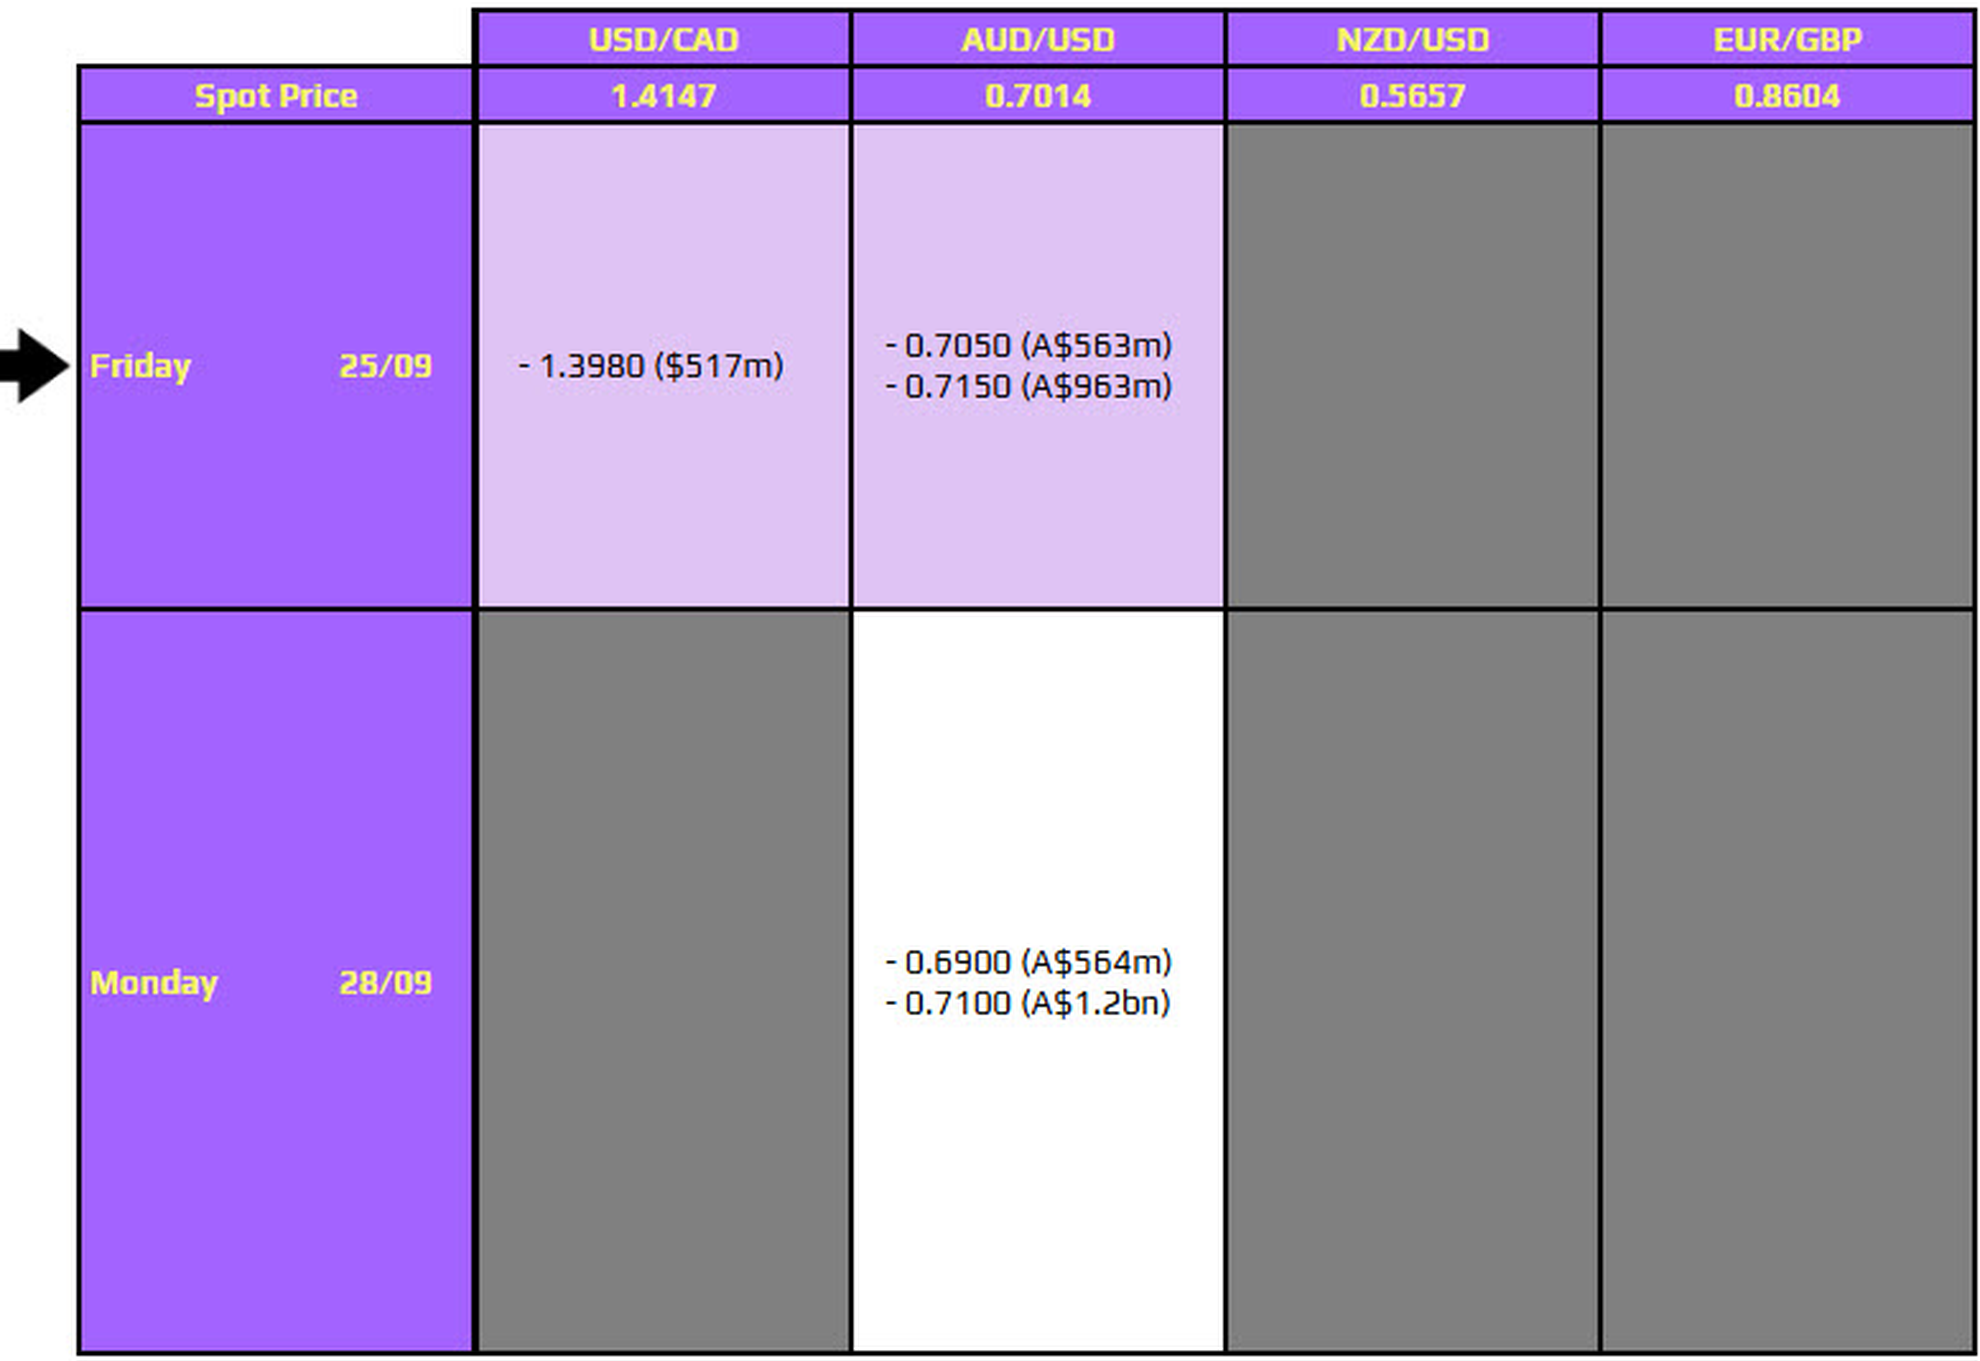 USD/CAD AUD/USD NZD/USD EUR/GBP
Spot Price 1.4147 0.7014 0.5657 0.8604
Friday 25/09 - 1.3980 ($517m) - 0.7050 (A$563m)
- 0.7150 (A$963m)
Monday 28/09 - 0.6900 (A$564m)
- 0.7100 (A$1.2bn)